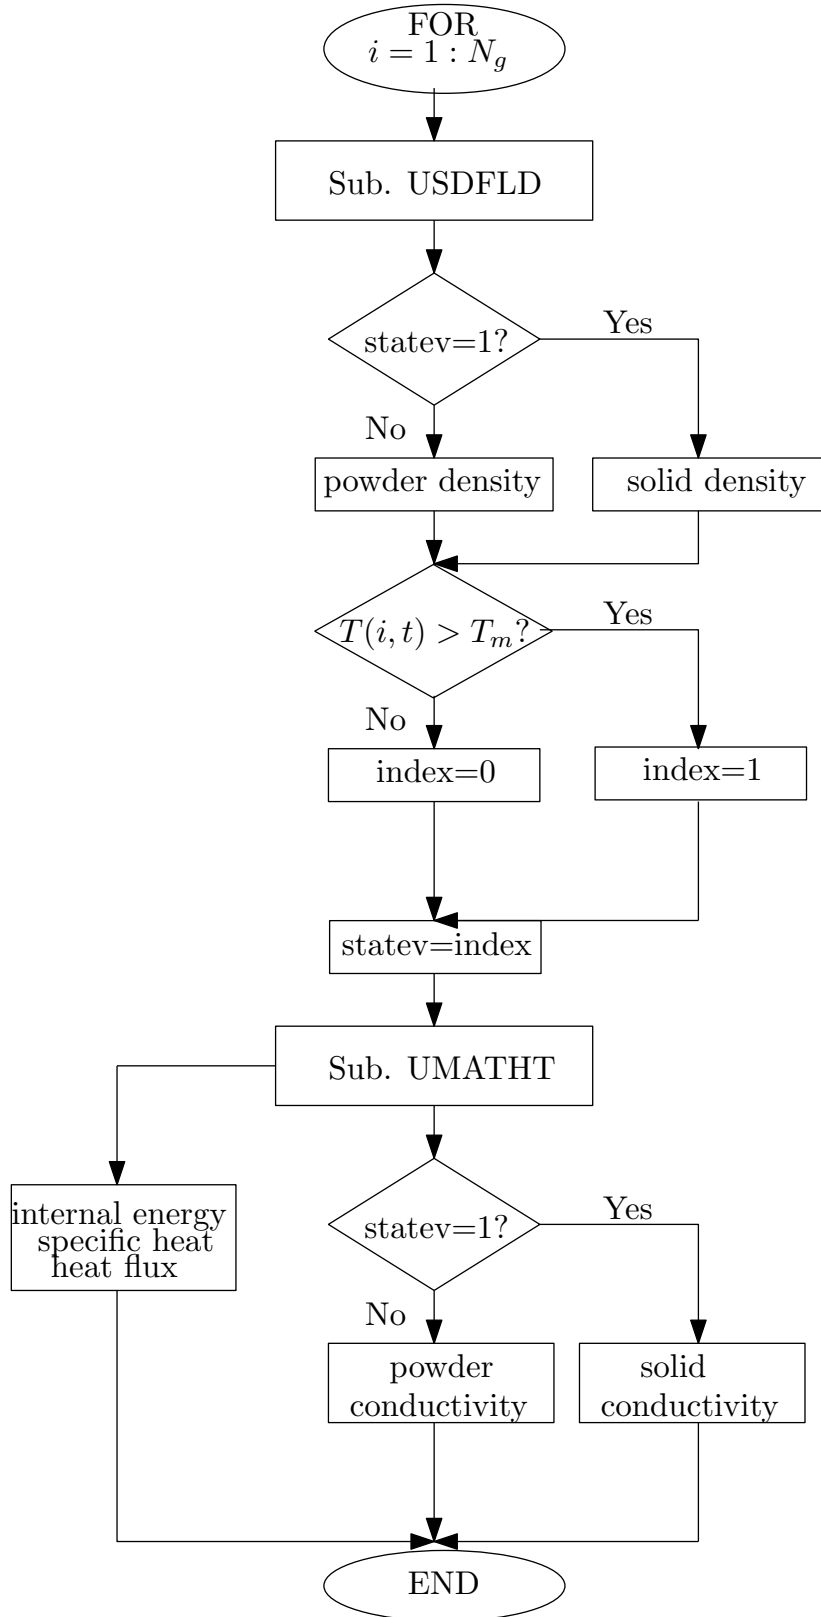 FOR
i = 1 : N_g
Sub. USDFLD
statev=1?
Yes
No
powder density
solid density
T(i, t) > T_m?
Yes
No
index=0
index=1
statev=index
Sub. UMATHT
internal energy
specific heat
heat flux
statev=1?
Yes
No
powder
conductivity
solid
conductivity
END